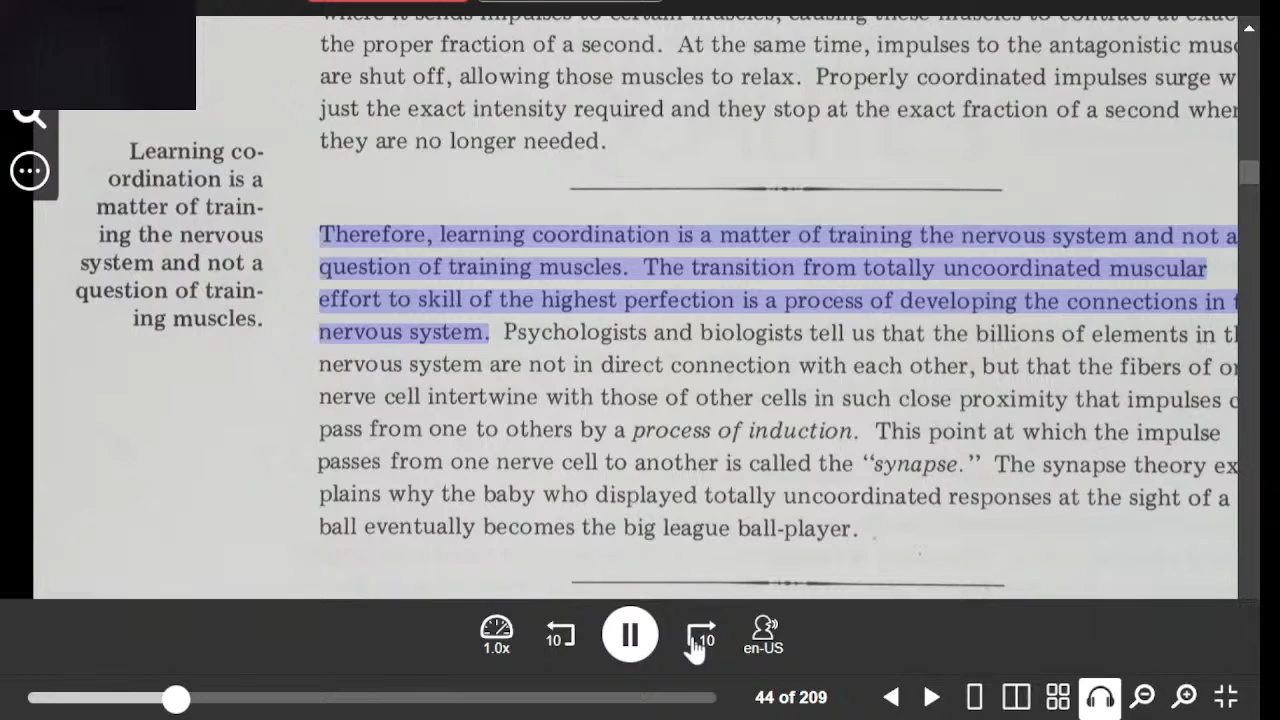 the proper fraction of a second. At the same time, impulses to the antagonistic
are shut off, allowing those muscles to relax. Properly coordinated impulses surge
just the exact intensity required and they stop at the exact fraction of a second
they are no longer needed.
Learning co-
ordination is a
matter of train-
ing the nervous
system and not a
question of train-
ing muscles.
Therefore, learning coordination is a matter of training the nervous system and not a
question of training muscles. The transition from totally uncoordinated muscular
effort to skill of the highest perfection is a process of developing the connections in
nervous system. Psychologists and biologists tell us that the billions of elements in
nervous system are not in direct connection with each other, but that the fibers of
nerve cell intertwine with those of other cells in such close proximity that impulses
pass from one to others by a process of induction. This point at which the impulse
passes from one nerve cell to another is called the “synapse.” The synapse theory ex
plains why the baby who displayed totally uncoordinated responses at the sight of a
ball eventually becomes the big league ball-player.
1.0x
10
10
en-US
44 of 209